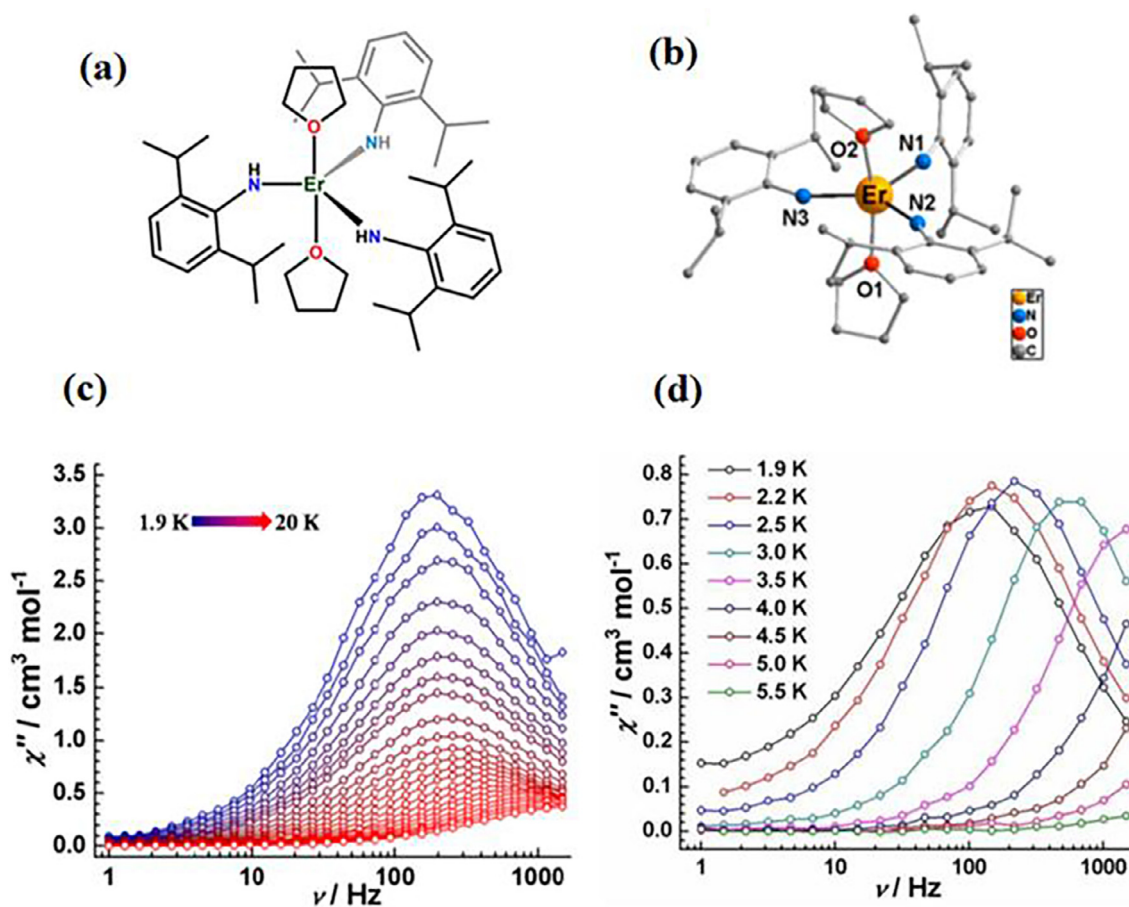 (a)
O
NH
H
N
Er
HN
O
(b)
O2
N1
Er
N3
N2
O1
Er
N
O
C
(c)
3.5
3.0
2.5
2.0
1.5
1.0
0.5
0.0
1.9 K
20 K
χ'' / cm³ mol⁻¹
1
10
100
1000
ν / Hz
(d)
0.8
0.7
0.6
0.5
0.4
0.3
0.2
0.1
0.0
1.9 K
2.2 K
2.5 K
3.0 K
3.5 K
4.0 K
4.5 K
5.0 K
5.5 K
χ'' / cm³ mol⁻¹
1
10
100
1000
ν / Hz